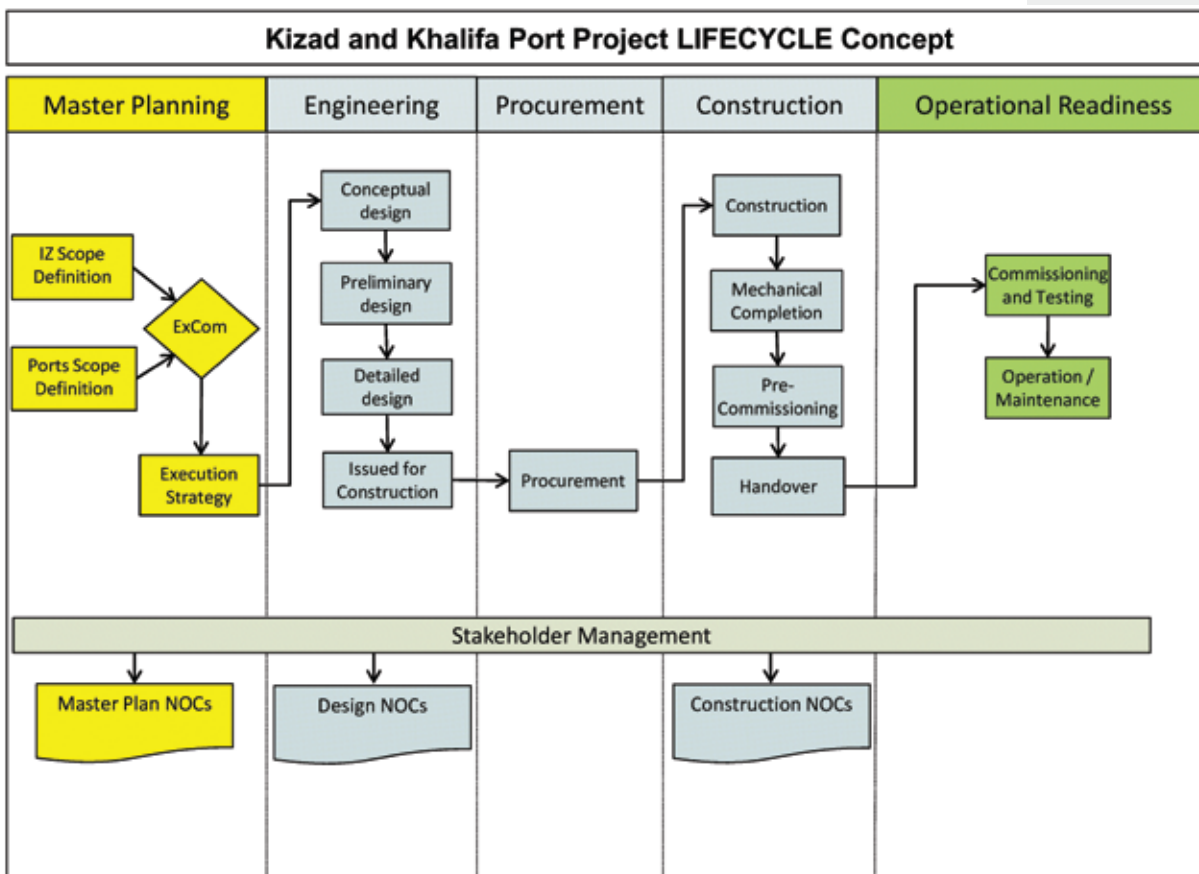 Kizad and Khalifa Port Project LIFECYCLE Concept
Master Planning
Engineering
Procurement
Construction
Operational Readiness
IZ Scope
Definition
Ports Scope
Definition
ExCom
Execution
Strategy
Conceptual
design
Preliminary
design
Detailed
design
Issued for
Construction
Procurement
Construction
Mechanical
Completion
Pre-
Commissioning
Handover
Commissioning
and Testing
Operation /
Maintenance
Stakeholder Management
Master Plan NOCs
Design NOCs
Construction NOCs